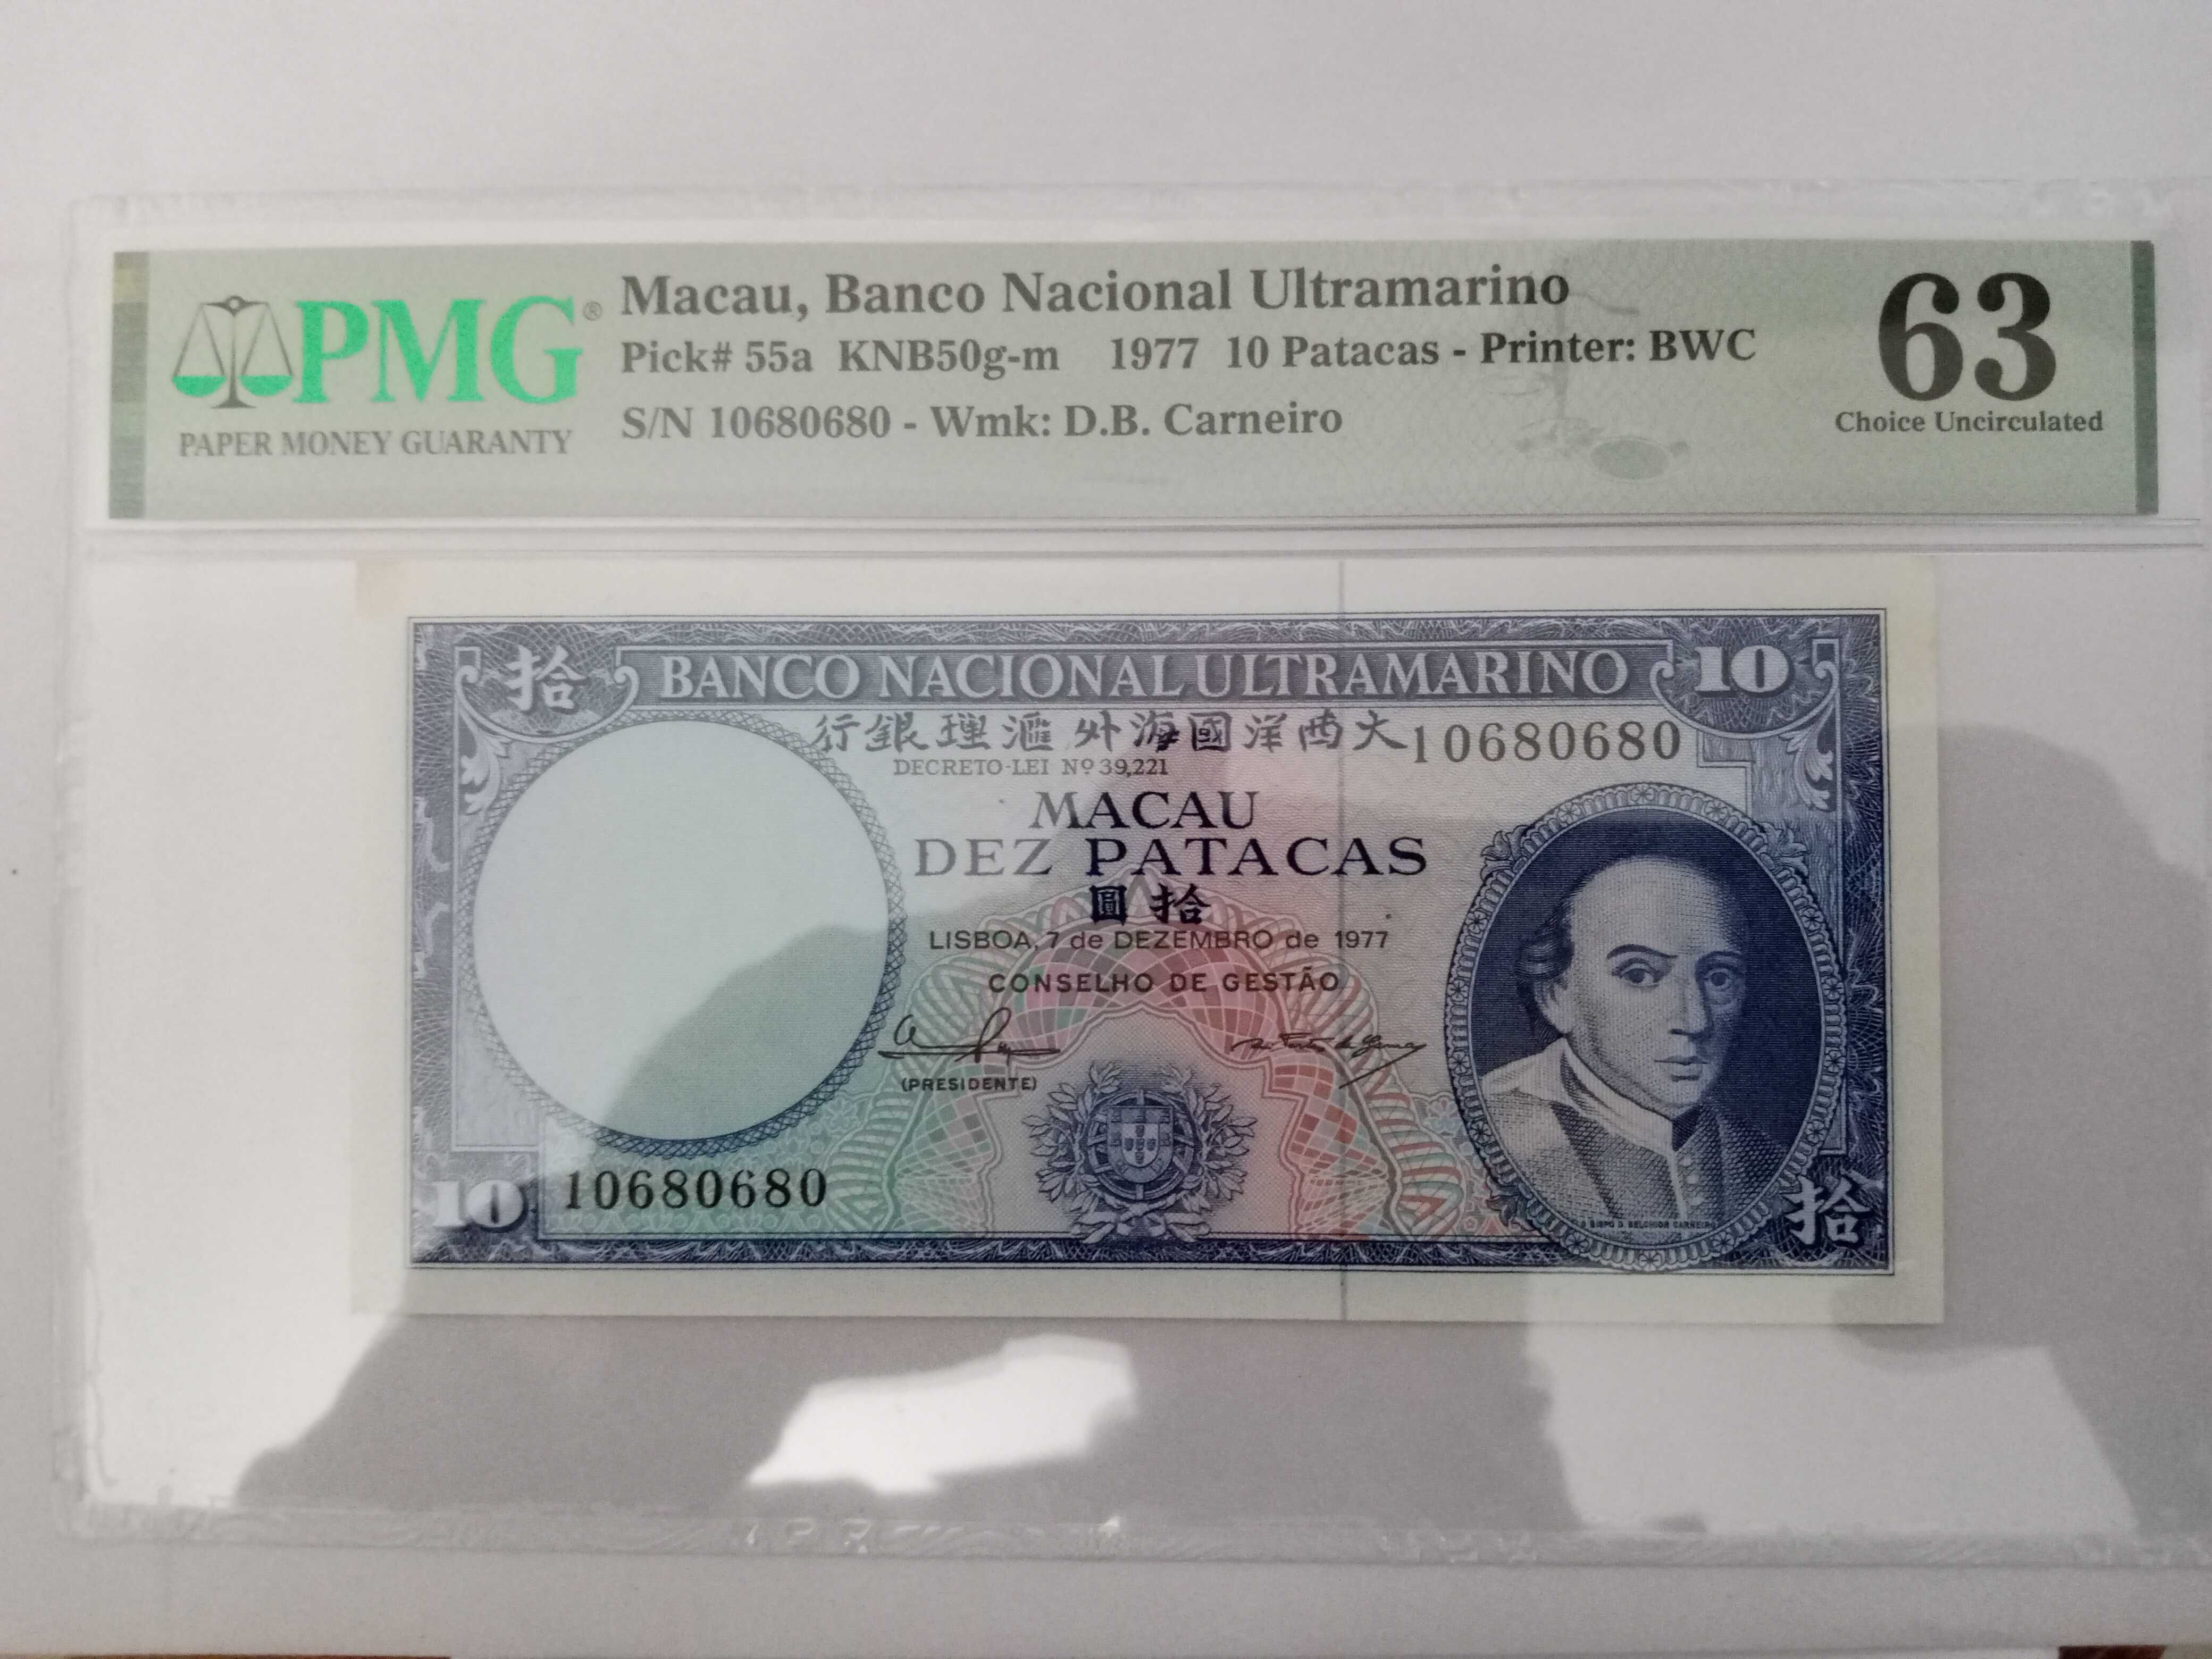 PMG®
PAPER MONEY GUARANTY
Macau, Banco Nacional Ultramarino
Pick# 55a KNB50g-m 1977 10 Patacas - Printer: BWC
S/N 10680680 - Wmk: D.B. Carneiro
63
Choice Uncirculated
拾 BANCO NACIONAL ULTRAMARINO 10
行銀理滙外海國洋西大 10680680
DECRETO-LEI Nº 39,221
MACAU
DEZ PATACAS
圓拾
LISBOA, 7 de DEZEMBRO de 1977
CONSELHO DE GESTÃO
(PRESIDENTE)
10 10680680
D. BISPO D. BELCHIOR CARNEIRO
拾